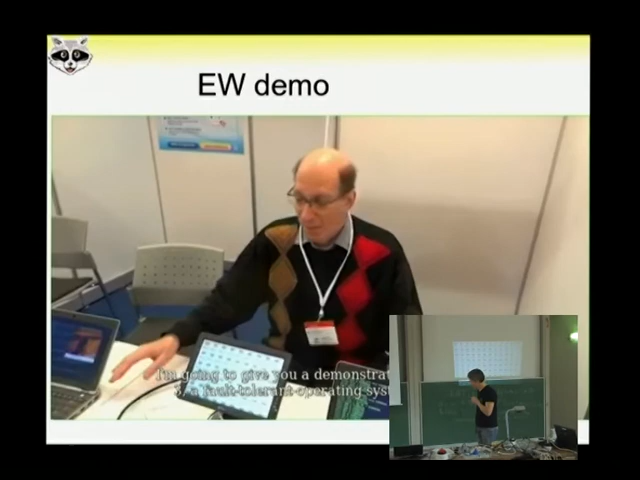 EW demo
I'm going to give you a demonstrat
a fault-tolerant operating sys